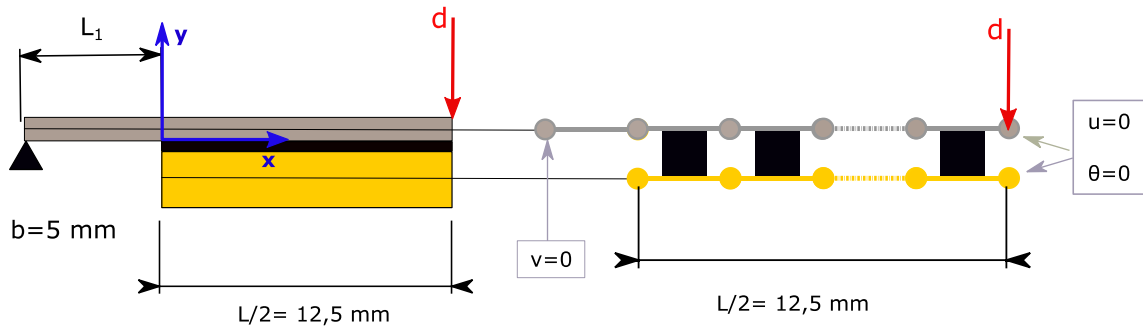 L₁
y
d
x
b=5 mm
L/2= 12,5 mm
d
u=0
θ=0
v=0
L/2= 12,5 mm